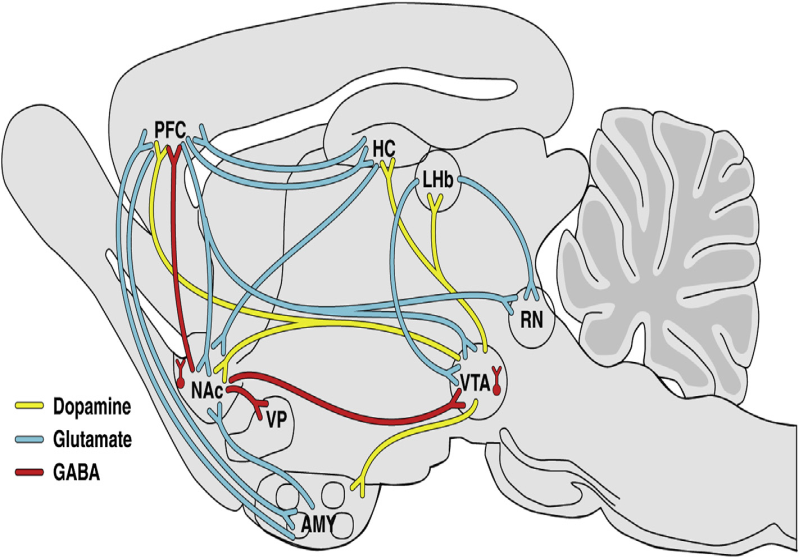 PFC
HC
LHb
RN
NAc
VTA
VP
AMY
Dopamine
Glutamate
GABA